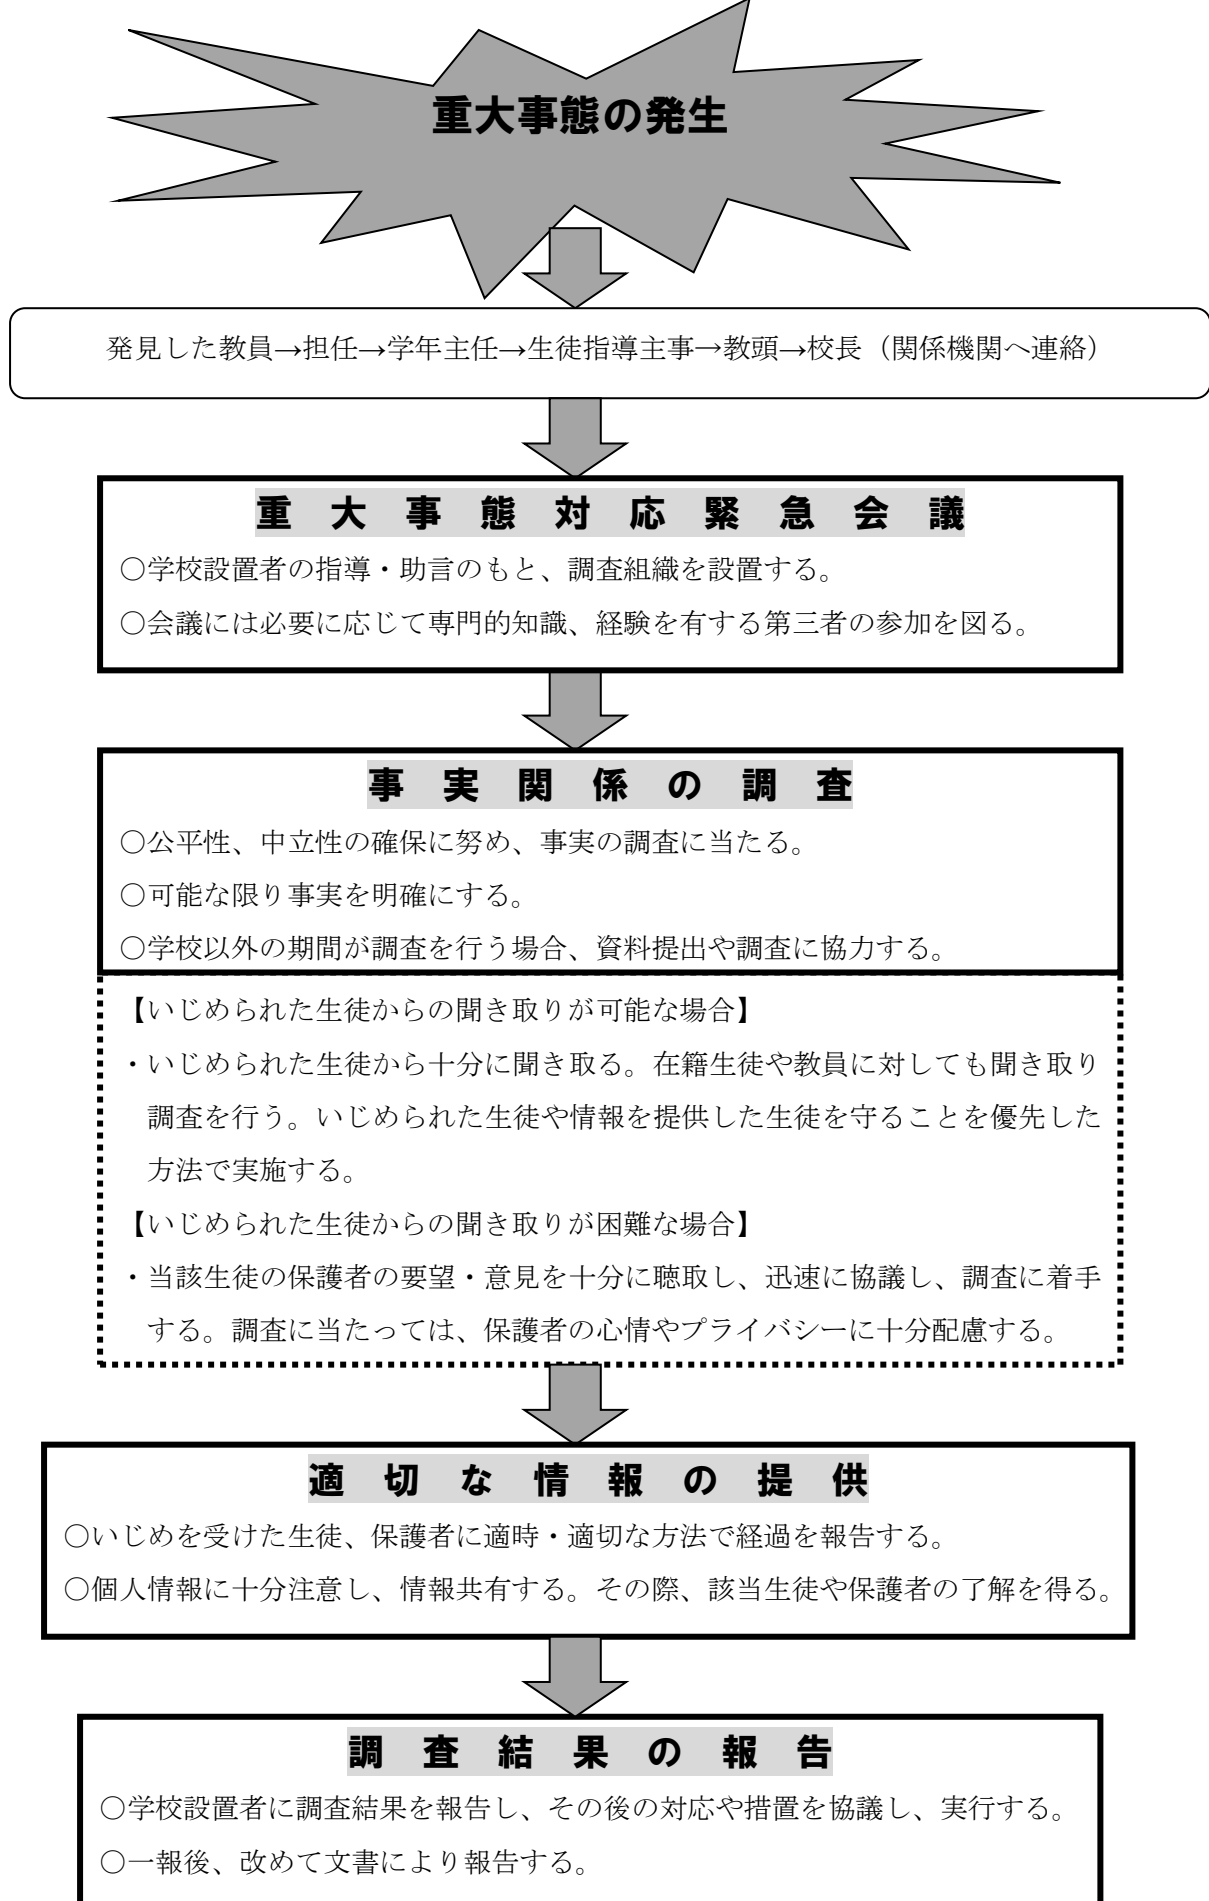 重大事態の発生
発見した教員→担任→学年主任→生徒指導主事→教頭→校長（関係機関へ連絡）
重大事態対応緊急会議
○学校設置者の指導・助言のもと、調査組織を設置する。
○会議には必要に応じて専門的知識、経験を有する第三者の参加を図る。
事実関係の調査
○公平性、中立性の確保に努め、事実の調査に当たる。
○可能な限り事実を明確にする。
○学校以外の期間が調査を行う場合、資料提出や調査に協力する。
【いじめられた生徒からの聞き取りが可能な場合】
・いじめられた生徒から十分に聞き取る。在籍生徒や教員に対しても聞き取り
調査を行う。いじめられた生徒や情報を提供した生徒を守ることを優先した
方法で実施する。
【いじめられた生徒からの聞き取りが困難な場合】
・当該生徒の保護者の要望・意見を十分に聴取し、迅速に協議し、調査に着手
する。調査に当たっては、保護者の心情やプライバシーに十分配慮する。
適切な情報の提供
○いじめを受けた生徒、保護者に適時・適切な方法で経過を報告する。
○個人情報に十分注意し、情報共有する。その際、該当生徒や保護者の了解を得る。
調査結果の報告
○学校設置者に調査結果を報告し、その後の対応や措置を協議し、実行する。
○一報後、改めて文書により報告する。